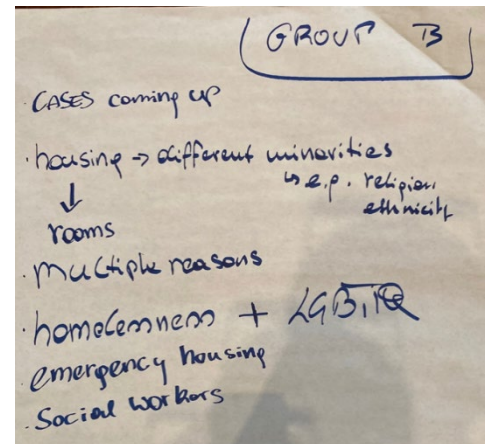 GROUP B
· CASES coming up
· housing → different minorities
↳ e.g. religion
ethnicity
↓
rooms
· Multiple reasons
· homelessness + LGBTIQ
· emergency housing
· Social workers